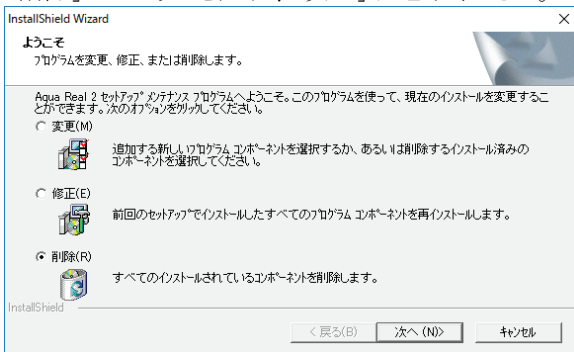 InstallShield Wizard
ようこそ
プログラムを変更、修正、または削除します。
Aqua Real 2 セットアップ メンテナンス プログラムへようこそ。このプログラムを使って、現在のインストールを変更するこ
とができます。次のオプションをクリックしてください。
変更(M)
追加する新しいプログラム コンポーネントを選択するか、あるいは削除するインストール済みの
コンポーネントを選択してください。
修正(E)
前回のセットアップでインストールしたすべてのプログラム コンポーネントを再インストールします。
削除(R)
すべてのインストールされているコンポーネントを削除します。
InstallShield
< 戻る(B) 次へ (N)> キャンセル